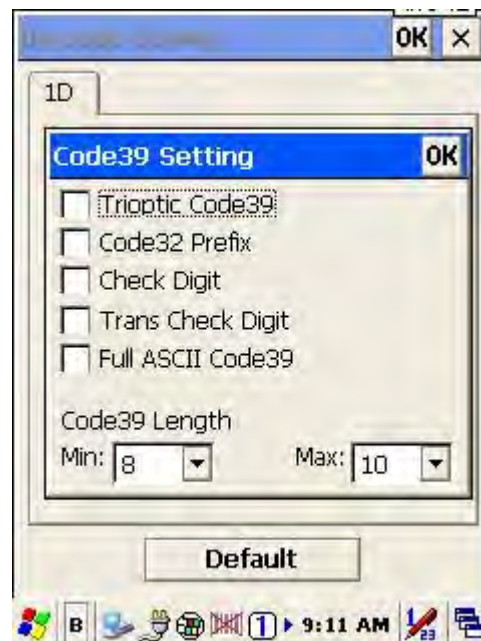 OK ×
1D
Code39 Setting OK
Trioptic Code39
Code32 Prefix
Check Digit
Trans Check Digit
Full ASCII Code39
Code39 Length
Min: 8 Max: 10
Default
B 1 9:11 AM